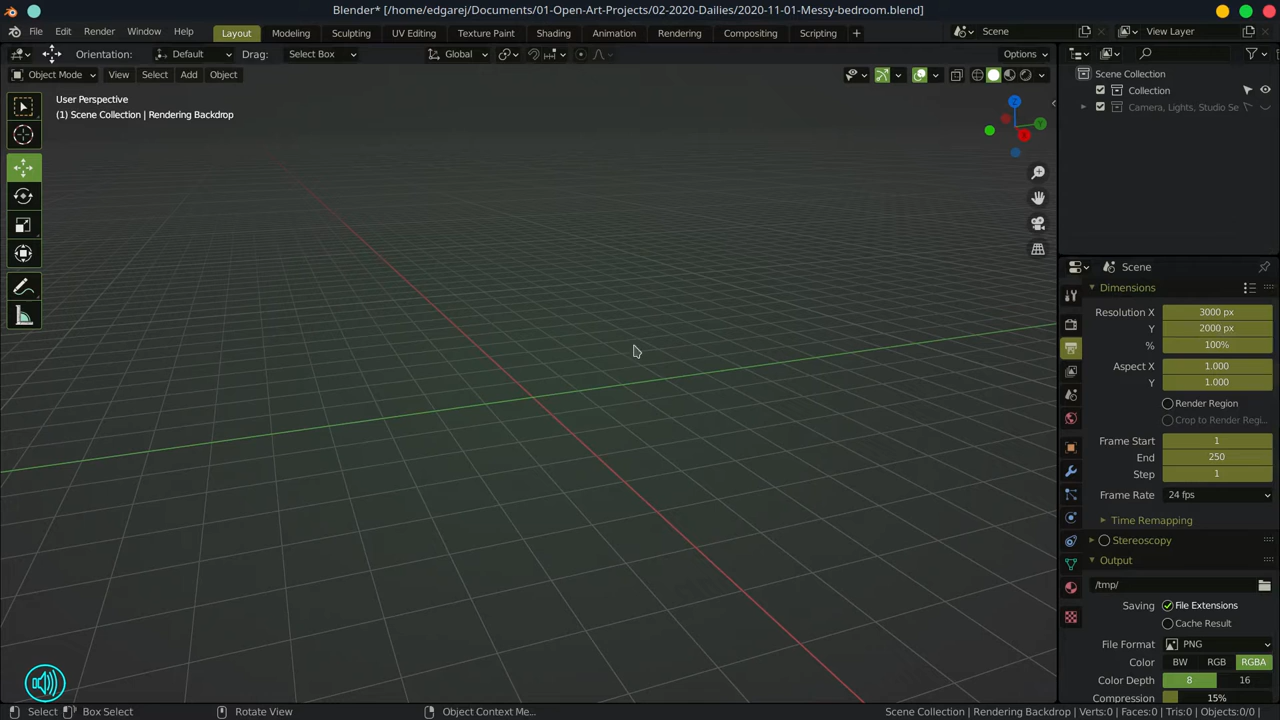 Blender* [/home/edgarej/Documents/01-Open-Art-Projects/02-2020-Dailies/2020-11-01-Messy-bedroom.blend]
File Edit Render Window Help Layout Modeling Sculpting UV Editing Texture Paint Shading Animation Rendering Compositing Scripting + Scene View Layer
Orientation: Default Drag: Select Box Global Options
Object Mode View Select Add Object
Scene Collection
Collection
Camera, Lights, Studio Se
User Perspective
(1) Scene Collection | Rendering Backdrop
Z
Y
X
Scene
Dimensions
Resolution X 3000 px
Y 2000 px
% 100%
Aspect X 1.000
Y 1.000
Render Region
Crop to Render Regi...
Frame Start 1
End 250
Step 1
Frame Rate 24 fps
Time Remapping
Stereoscopy
Output
/tmp/
Saving File Extensions
Cache Result
File Format PNG
Color BW RGB RGBA
Color Depth 8 16
Compression 15%
Select Box Select Rotate View Object Context Me... Scene Collection | Rendering Backdrop | Verts:0 | Faces:0 | Tris:0 | Objects:0/0 |